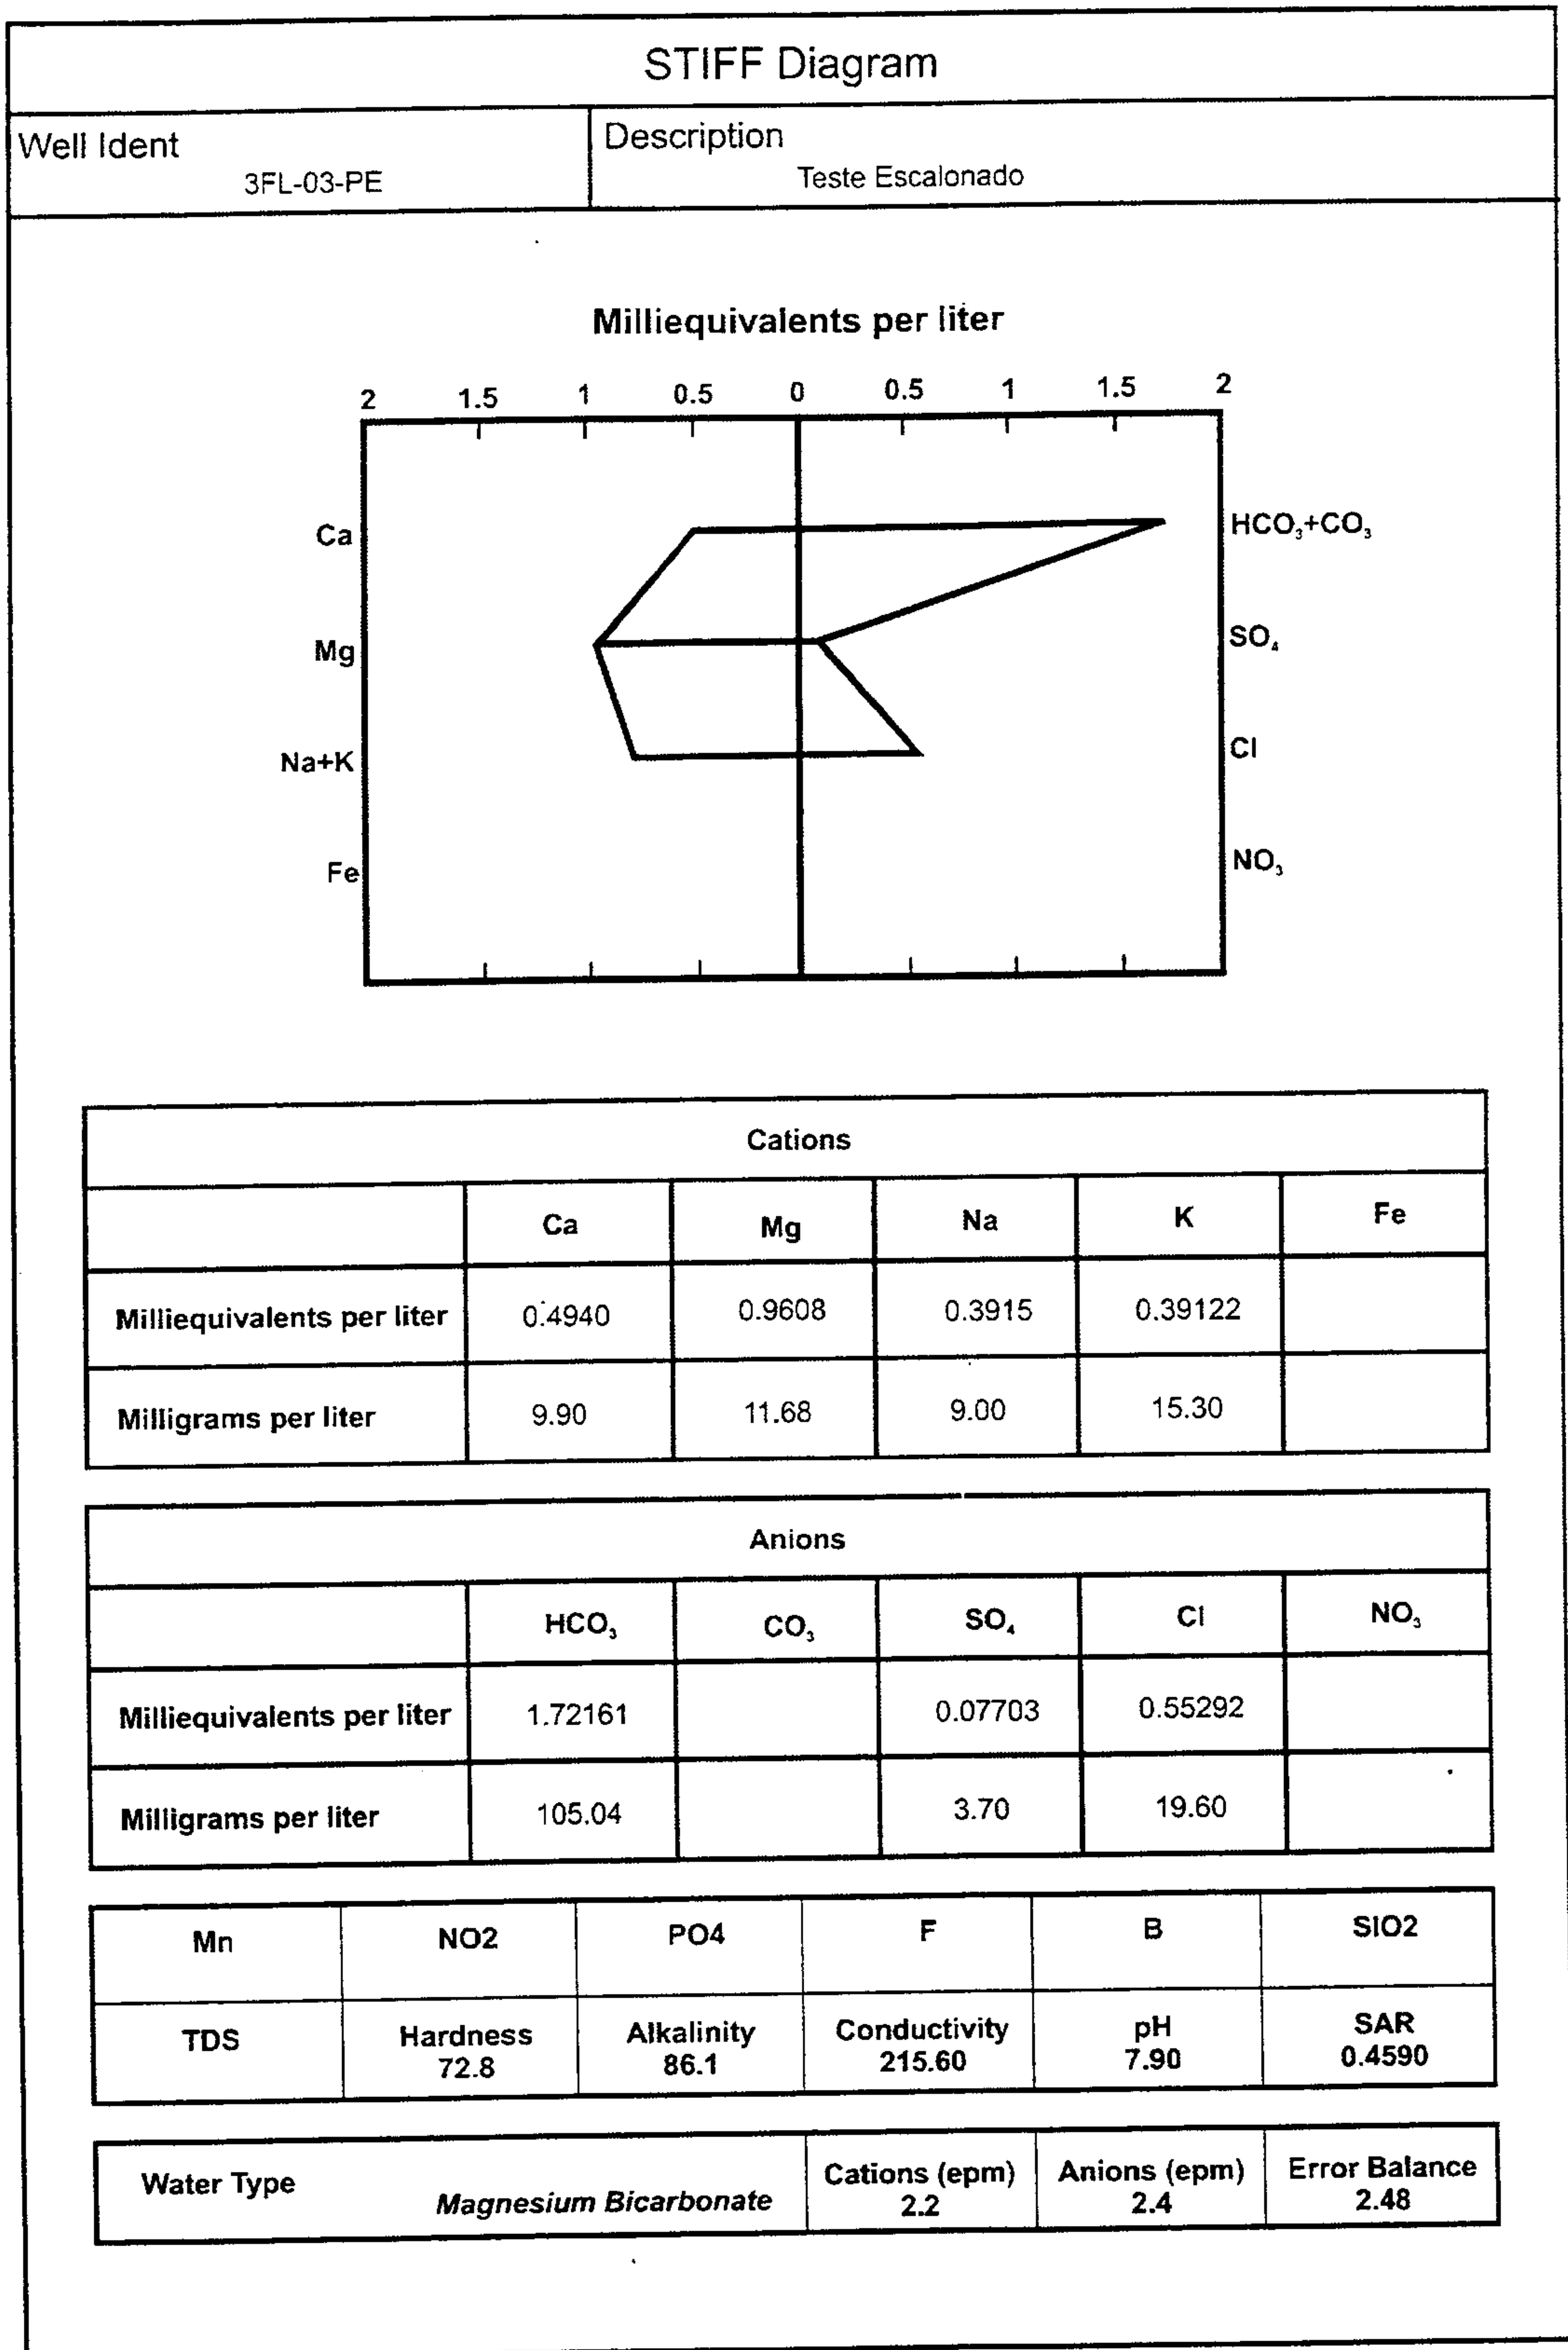 STIFF Diagram
Well Ident
3FL-03-PE
Description
Teste Escalonado
Milliequivalents per liter
2 1.5 1 0.5 0 0.5 1 1.5 2
Ca HCO₃+CO₃
Mg SO₄
Na+K Cl
Fe NO₃
Cations
Ca Mg Na K Fe
Milliequivalents per liter 0.4940 0.9608 0.3915 0.39122
Milligrams per liter 9.90 11.68 9.00 15.30
Anions
HCO₃ CO₃ SO₄ Cl NO₃
Milliequivalents per liter 1.72161 0.07703 0.55292
Milligrams per liter 105.04 3.70 19.60
Mn NO2 PO4 F B SIO2
TDS Hardness Alkalinity Conductivity pH SAR
72.8 86.1 215.60 7.90 0.4590
Water Type Magnesium Bicarbonate Cations (epm) Anions (epm) Error Balance
2.2 2.4 2.48